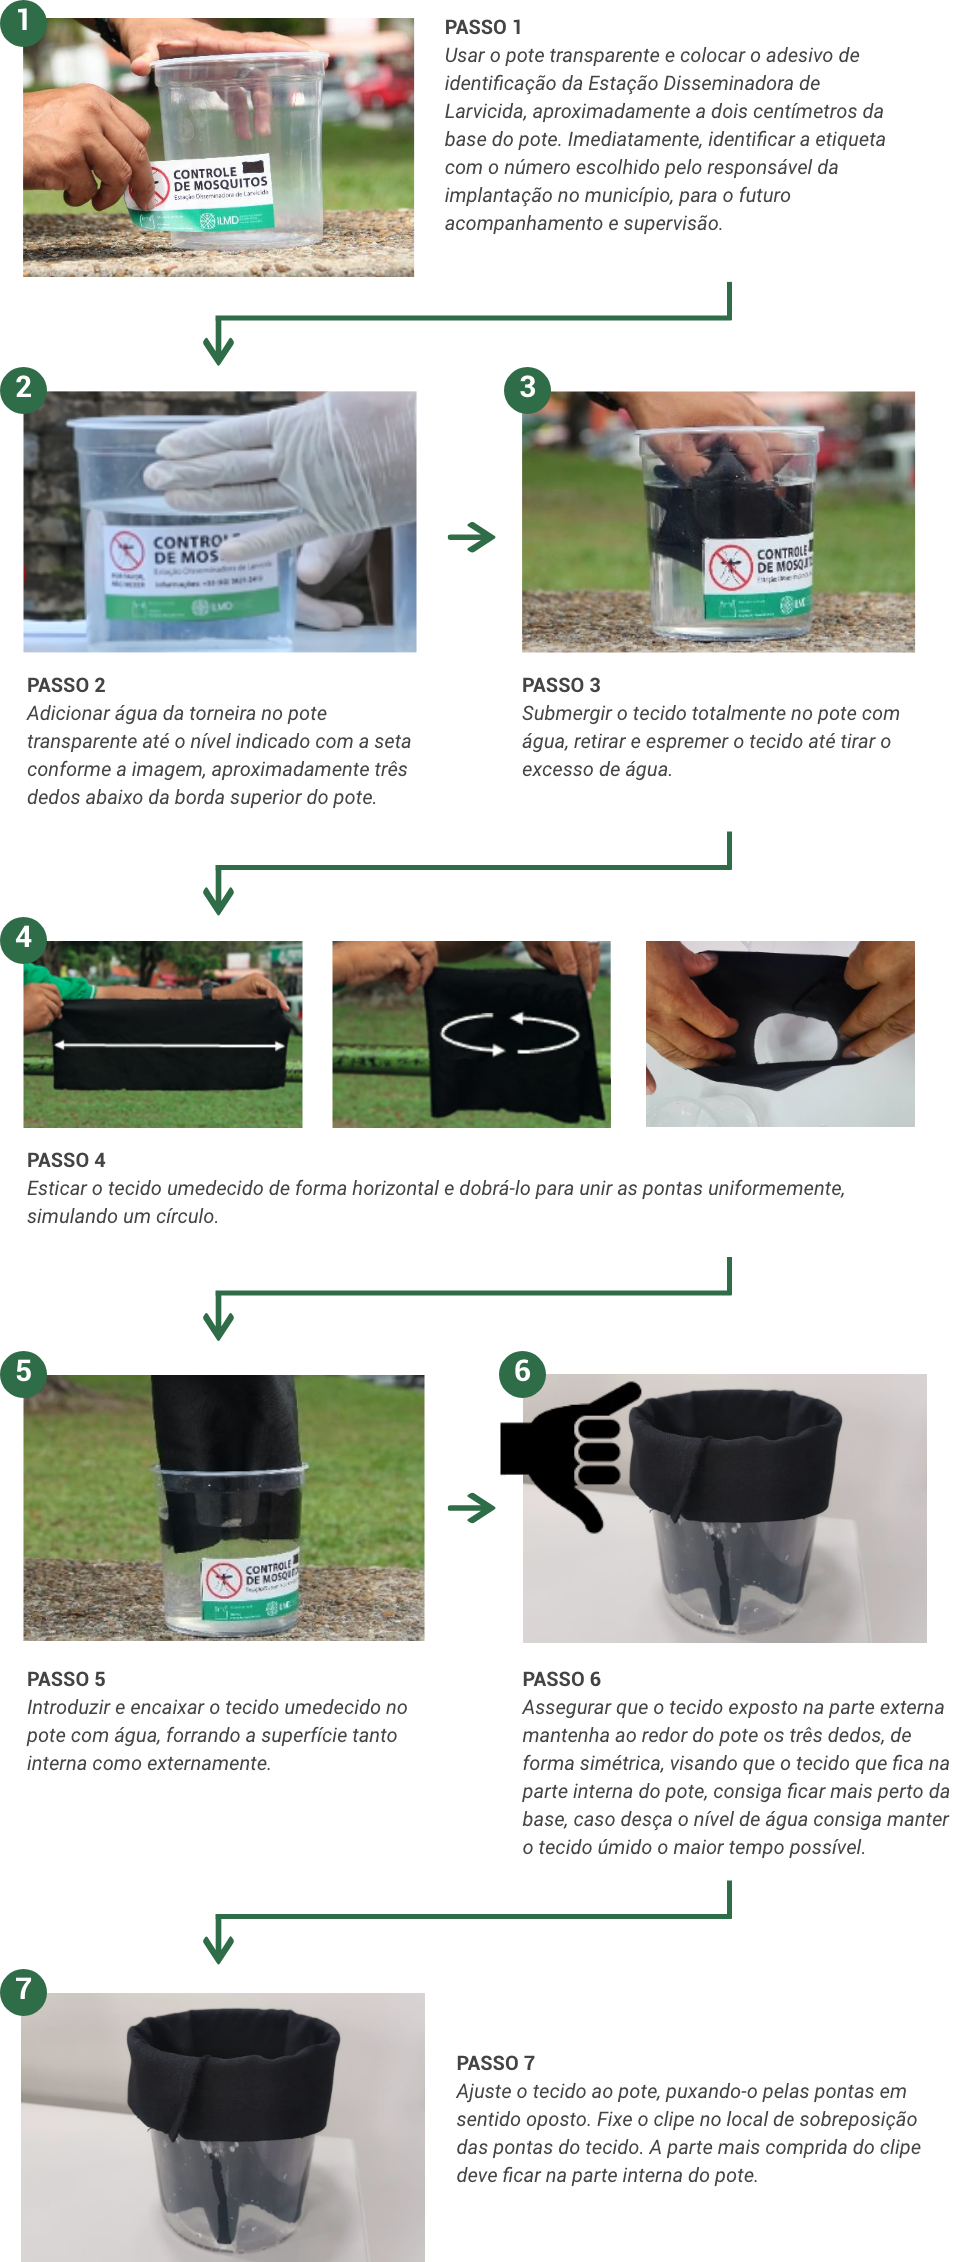 1
PASSO 1
Usar o pote transparente e colocar o adesivo de
identificação da Estação Disseminadora de
Larvicida, aproximadamente a dois centímetros da
base do pote. Imediatamente, identificar a etiqueta
com o número escolhido pelo responsável da
implantação no município, para o futuro
acompanhamento e supervisão.
CONTROLE
DE MOSQUITOS
Estação Disseminadora de Larvicida
ILMD
2
CONTROL
DE MOS
Estação Disseminadora de Larvicida
ILMD
3
CONTROLE
DE MOSQUITO
ILMD
PASSO 2
Adicionar água da torneira no pote
transparente até o nível indicado com a seta
conforme a imagem, aproximadamente três
dedos abaixo da borda superior do pote.
PASSO 3
Submergir o tecido totalmente no pote com
água, retirar e espremer o tecido até tirar o
excesso de água.
4
PASSO 4
Esticar o tecido umedecido de forma horizontal e dobrá-lo para unir as pontas uniformemente,
simulando um círculo.
5
CONTROLE
DE MOSQUITOS
6
PASSO 5
Introduzir e encaixar o tecido umedecido no
pote com água, forrando a superfície tanto
interna como externamente.
PASSO 6
Assegurar que o tecido exposto na parte externa
mantenha ao redor do pote os três dedos, de
forma simétrica, visando que o tecido que fica na
parte interna do pote, consiga ficar mais perto da
base, caso desça o nível de água consiga manter
o tecido úmido o maior tempo possível.
7
PASSO 7
Ajuste o tecido ao pote, puxando-o pelas pontas em
sentido oposto. Fixe o clipe no local de sobreposição
das pontas do tecido. A parte mais comprida do clipe
deve ficar na parte interna do pote.